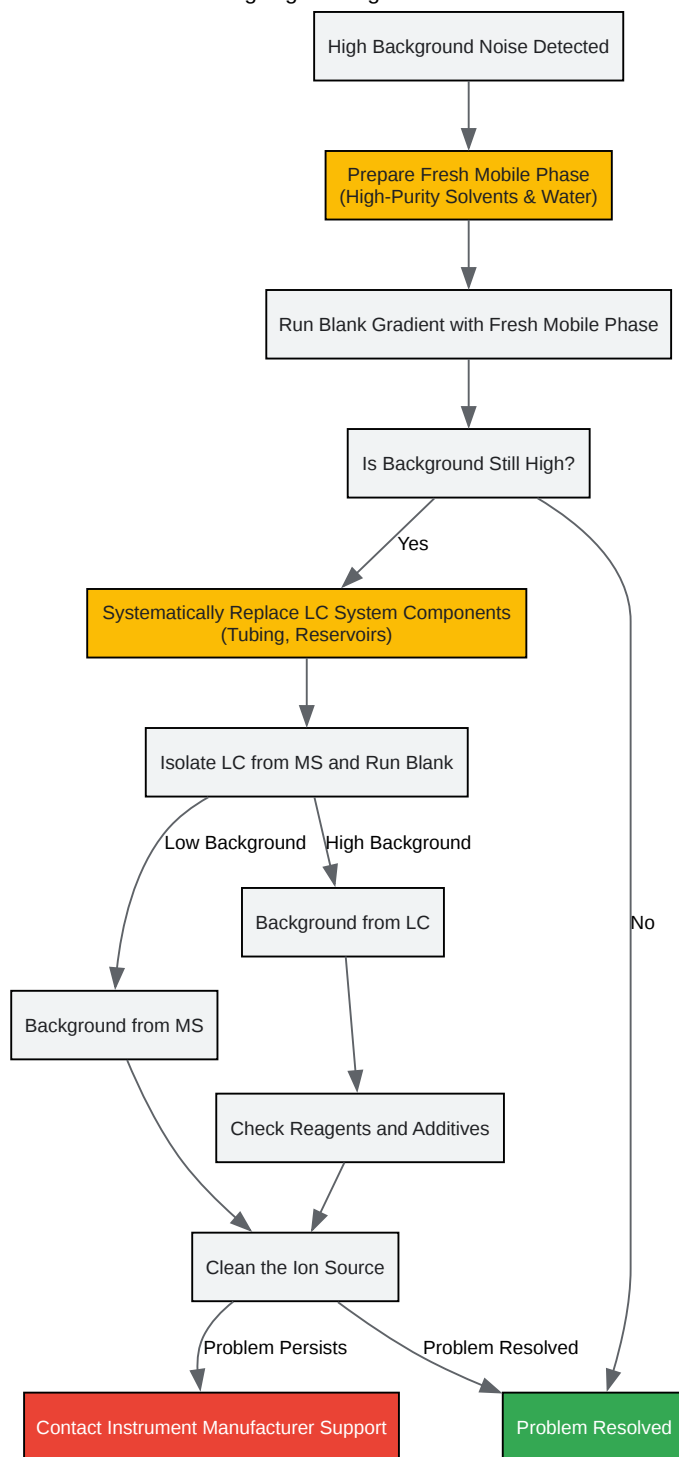 High Background Noise Detected
Prepare Fresh Mobile Phase
(High-Purity Solvents & Water)
Run Blank Gradient with Fresh Mobile Phase
Is Background Still High?
Yes
Systematically Replace LC System Components
(Tubing, Reservoirs)
Isolate LC from MS and Run Blank
Low Background
High Background
Background from LC
No
Background from MS
Check Reagents and Additives
Clean the Ion Source
Problem Persists
Problem Resolved
Contact Instrument Manufacturer Support
Problem Resolved